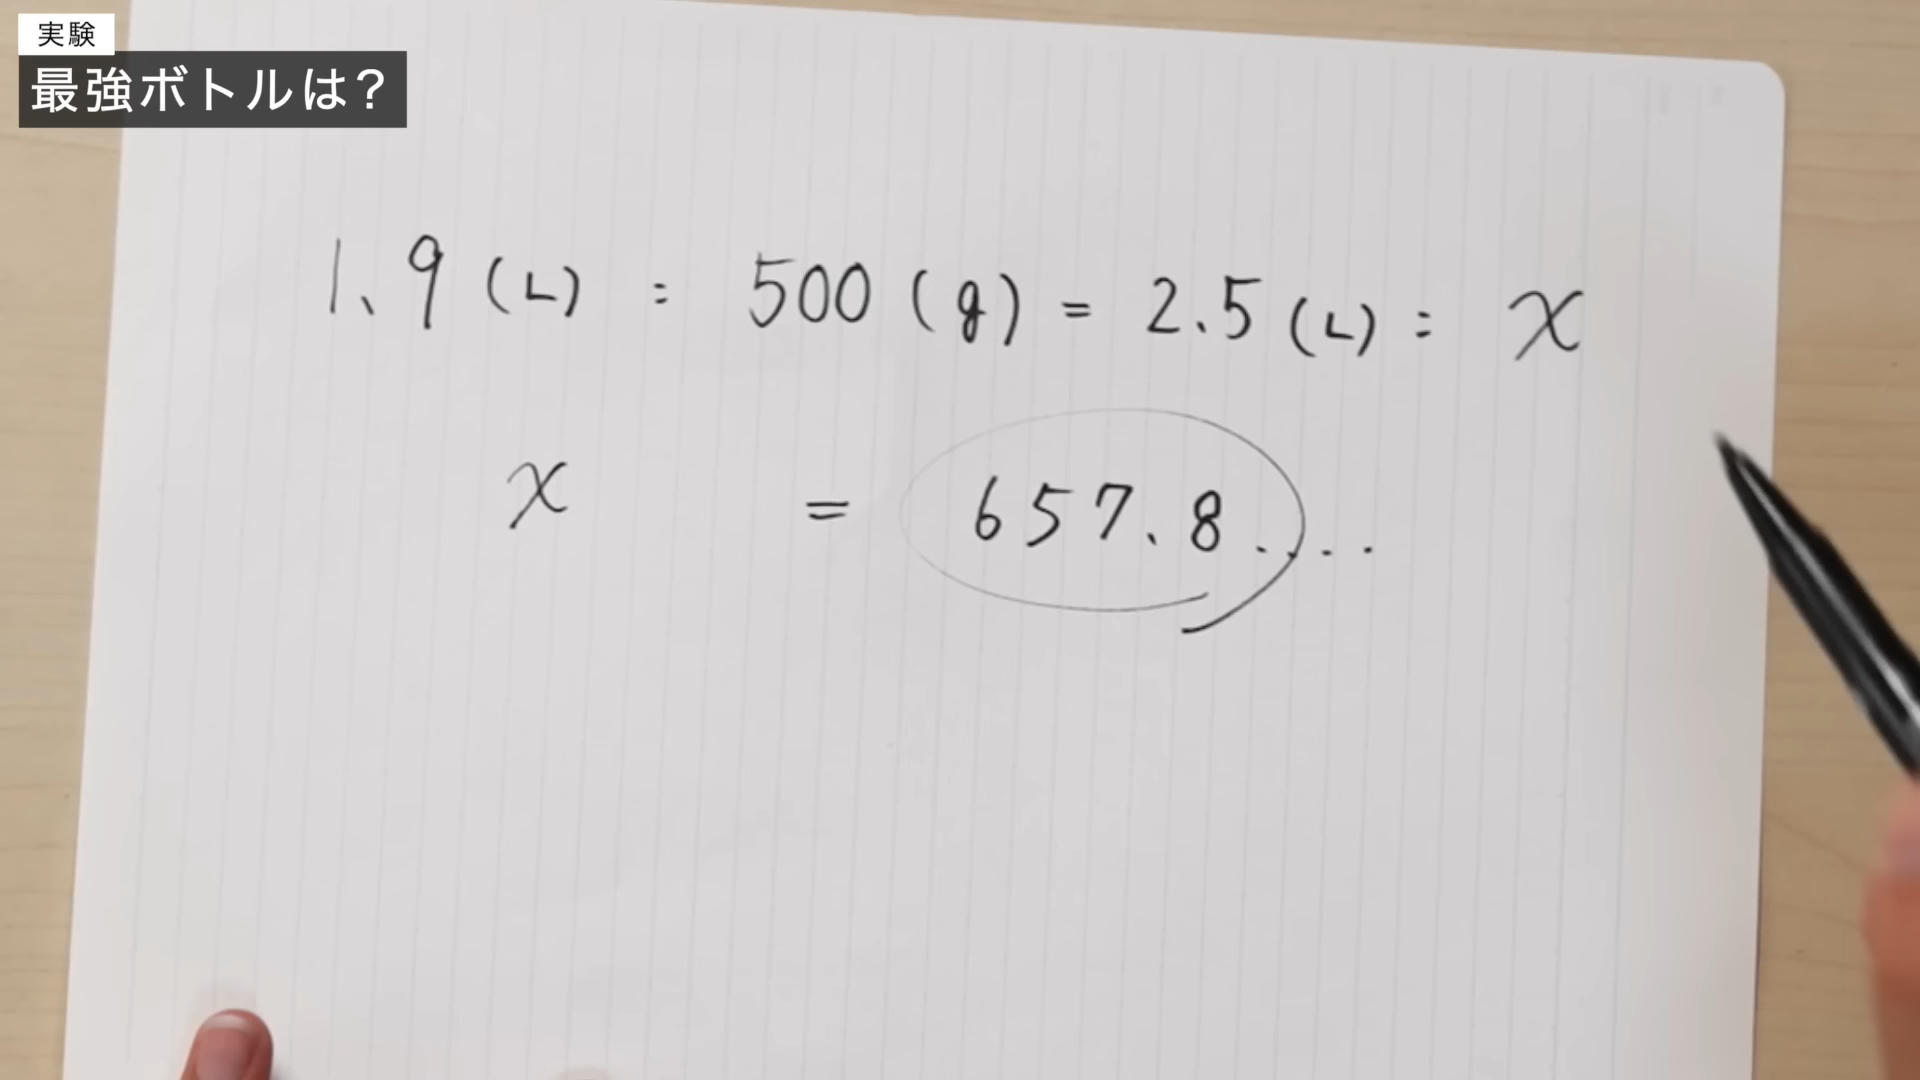 実験
最強ボトルは?
1.9(L) : 500(g) = 2.5(L) : x
x = 657.8....